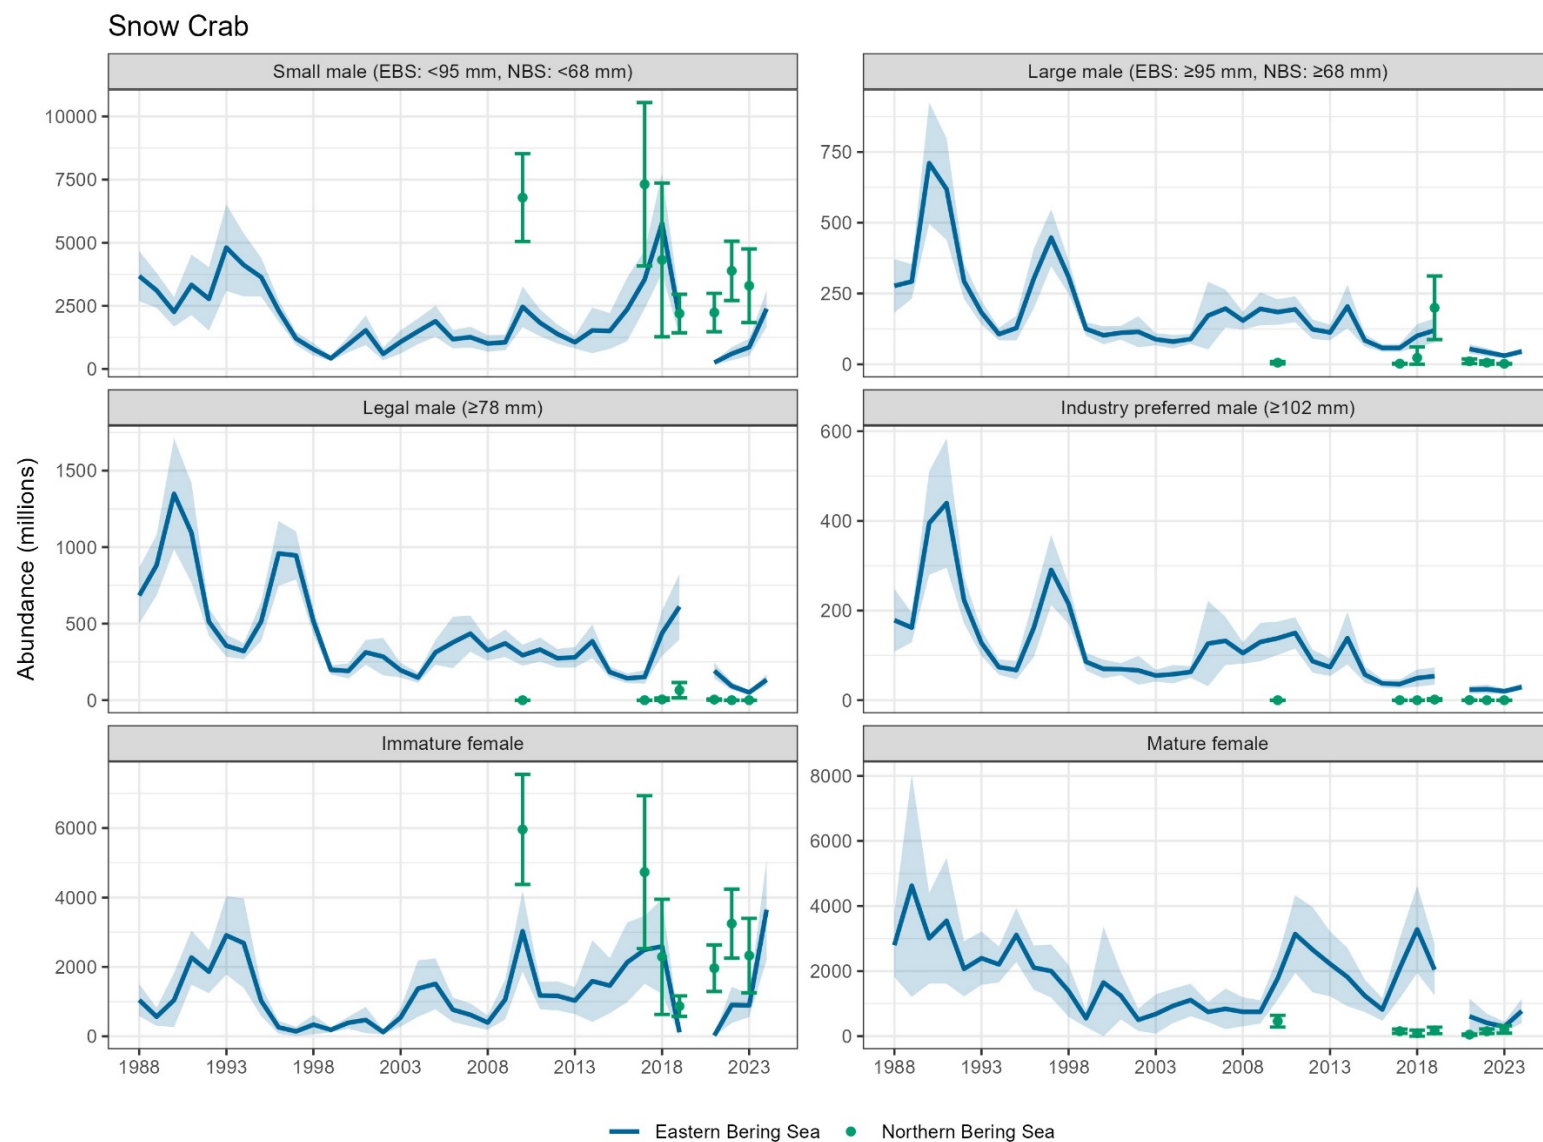 Snow Crab
Small male (EBS: <95 mm, NBS: <68 mm)
Large male (EBS: ≥95 mm, NBS: ≥68 mm)
10000
7500
5000
2500
0
750
500
250
0
Legal male (≥78 mm)
Industry preferred male (≥102 mm)
Abundance (millions)
1500
1000
500
0
600
400
200
0
Immature female
Mature female
6000
4000
2000
0
8000
6000
4000
2000
0
1988 1993 1998 2003 2008 2013 2018 2023
1988 1993 1998 2003 2008 2013 2018 2023
Eastern Bering Sea Northern Bering Sea